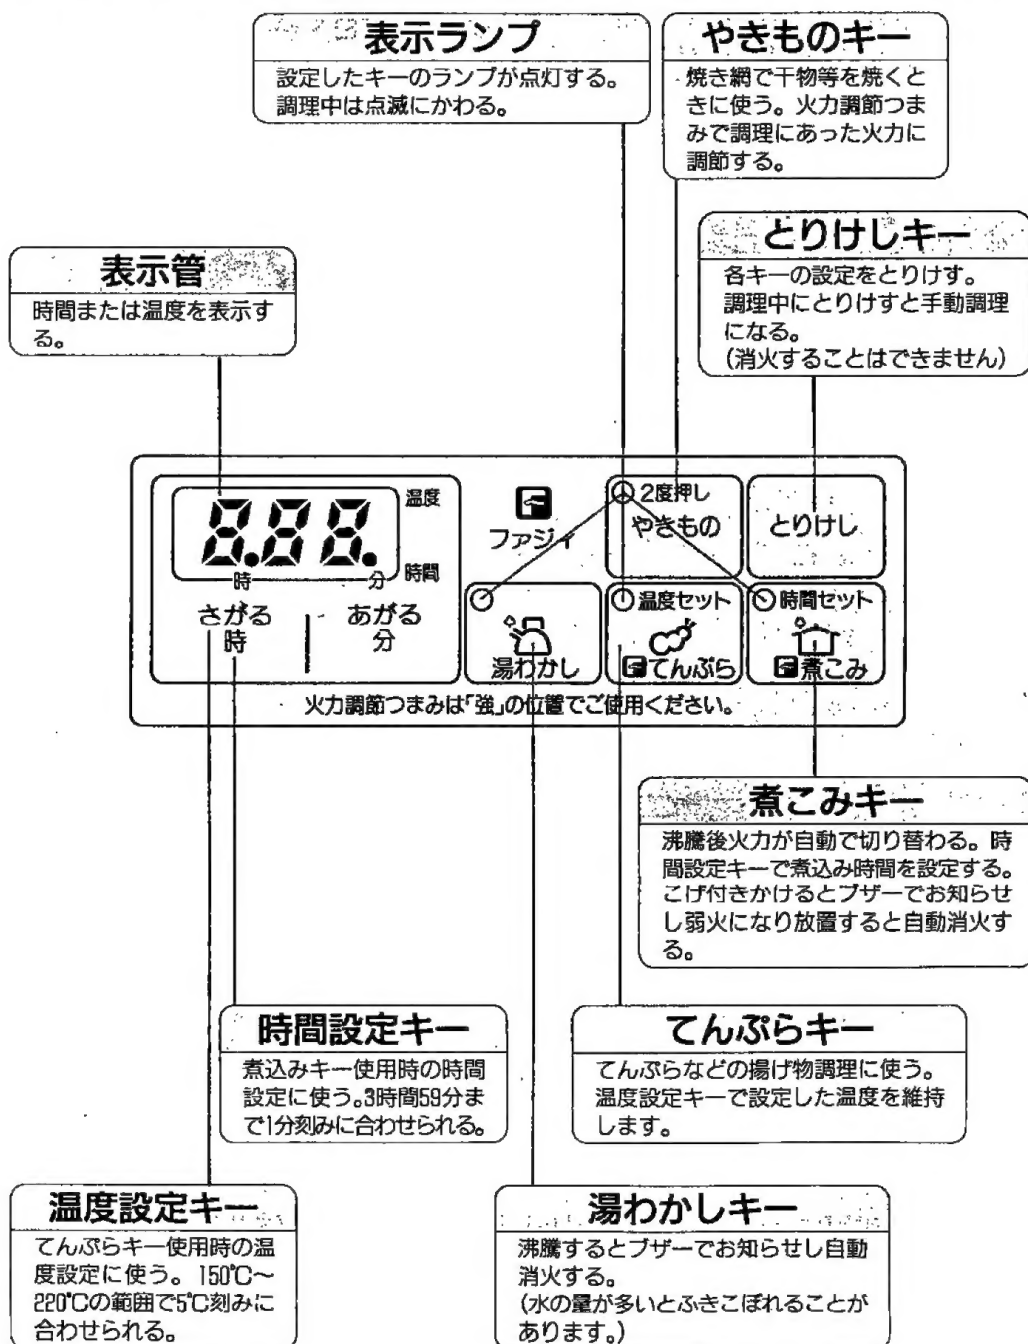 表示ランプ
設定したキーのランプが点灯する。
調理中は点滅にかわる。
やきものキー
焼き網で干物等を焼くと
きに使う。火力調節つま
みで調理にあった火力に
調節する。
とりけしキー
各キーの設定をとりけす。
調理中にとりけすと手動調理
になる。
(消火することはできません)
表示管
時間または温度を表示す
る。
8.8 8.
温度
時 分 時間
さがる あがる
時 分
ファジィ
2度押し
やきもの
とりけし
湯わかし
温度セット
てんぷら
時間セット
煮こみ
火力調節つまみは「強」の位置でご使用ください。
煮こみキー
沸騰後火力が自動で切り替わる。時
間設定キーで煮込み時間を設定する。
こげ付きかけるとブザーでお知らせ
し弱火になり放置すると自動消火す
る。
時間設定キー
煮込みキー使用時の時間
設定に使う。3時間59分ま
で1分刻みに合わせられる。
てんぷらキー
てんぷらなどの揚げ物調理に使う。
温度設定キーで設定した温度を維持
します。
温度設定キー
てんぷらキー使用時の温
度設定に使う。150℃～
220℃の範囲で5℃刻みに
合わせられる。
湯わかしキー
沸騰するとブザーでお知らせし自動
消火する。
(水の量が多いとふきこぼれることが
あります。)